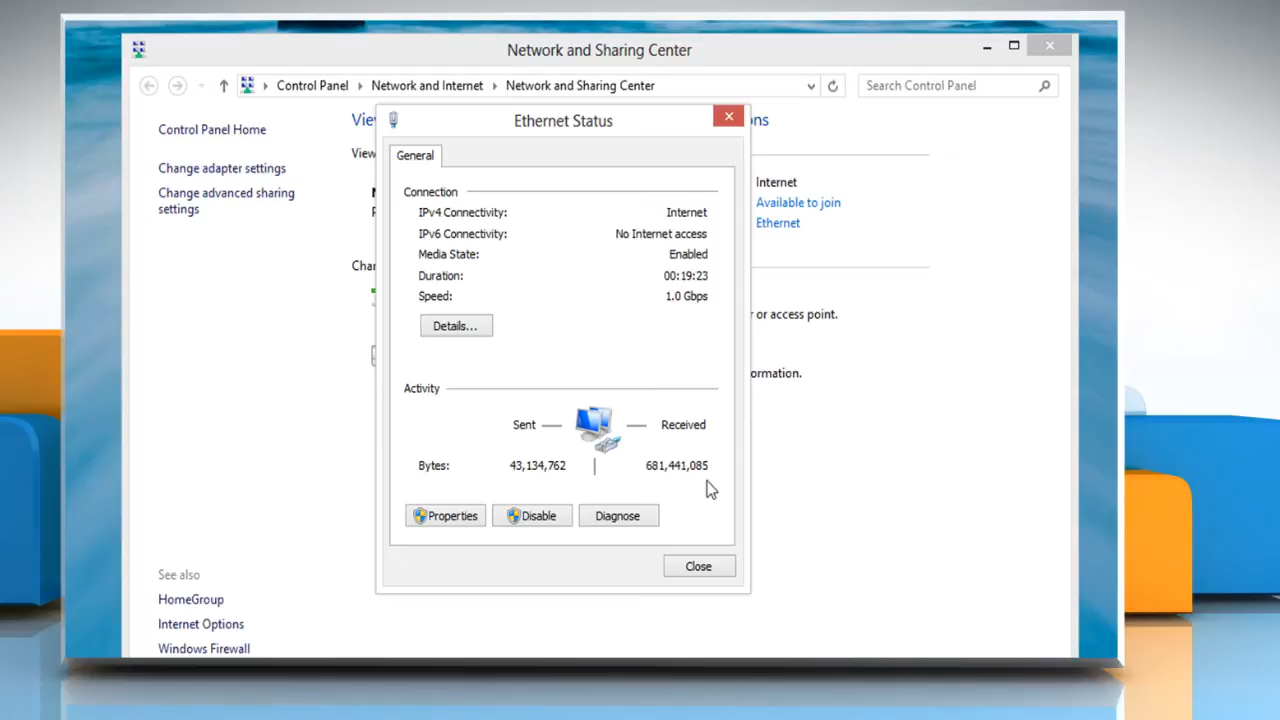 Network and Sharing Center
Control Panel
Network and Internet
Network and Sharing Center
Search Control Panel
Control Panel Home
Change adapter settings
Change advanced sharing
settings
See also
HomeGroup
Internet Options
Windows Firewall
Ethernet Status
General
Connection
IPv4 Connectivity: Internet
IPv6 Connectivity: No Internet access
Media State: Enabled
Duration: 00:19:23
Speed: 1.0 Gbps
Details...
Activity
Sent Received
Bytes: 43,134,762 681,441,085
Properties Disable Diagnose
Close
Internet
Available to join
Ethernet
or access point.